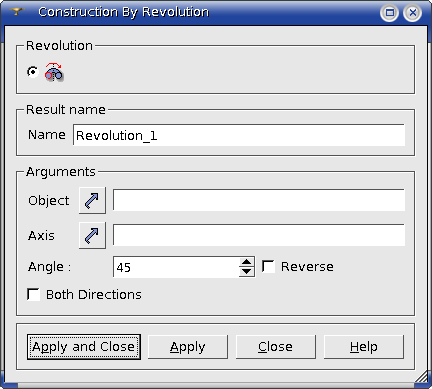 Construction By Revolution
Revolution
Result name
Name Revolution_1
Arguments
Object
Axis
Angle : 45 Reverse
Both Directions
Apply and Close Apply Close Help